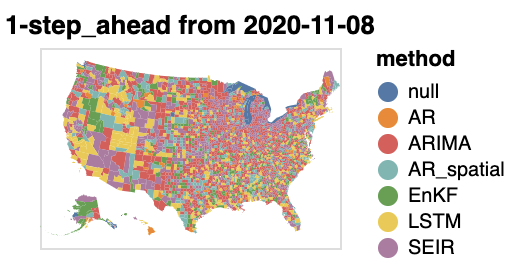 1-step_ahead from 2020-11-08
method
null
AR
ARIMA
AR_spatial
EnKF
LSTM
SEIR